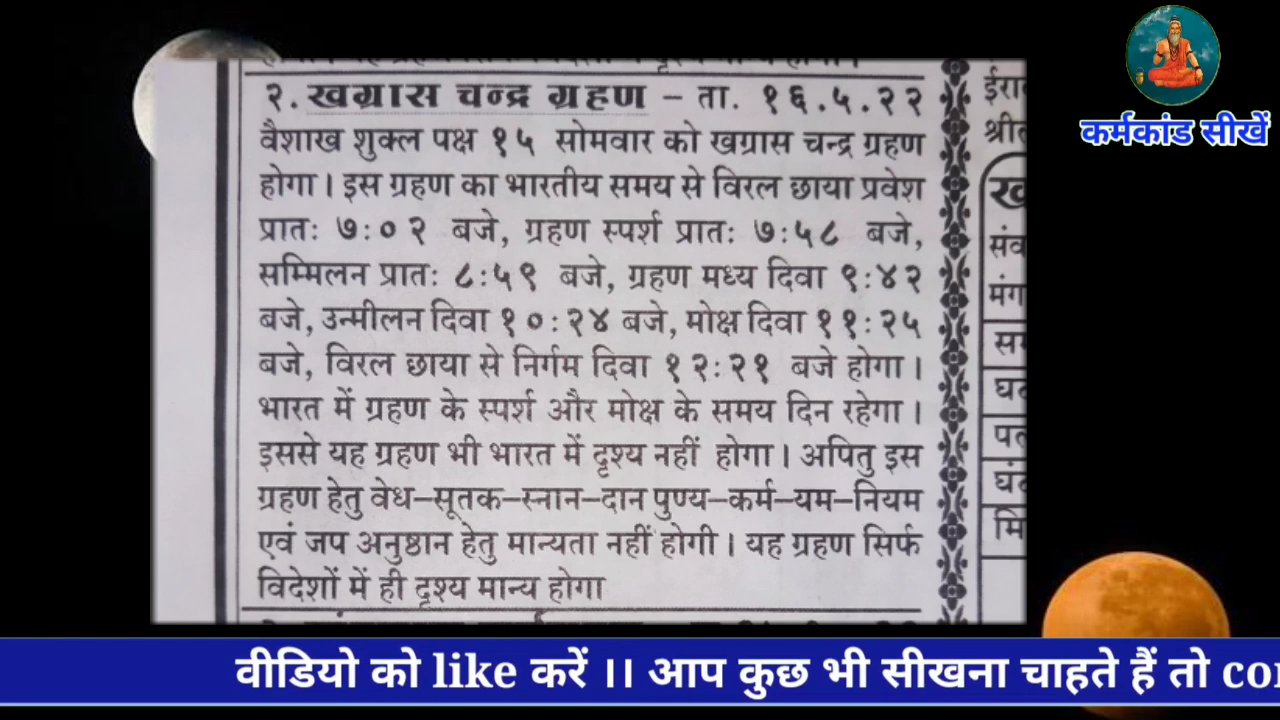 कर्मकांड सीखें
२. खग्रास चन्द्र ग्रहण – ता. १६.५.२२
वैशाख शुक्ल पक्ष १५ सोमवार को खग्रास चन्द्र ग्रहण
होगा। इस ग्रहण का भारतीय समय से विरल छाया प्रवेश
प्रातः ७:०२ बजे, ग्रहण स्पर्श प्रातः ७:५८ बजे,
सम्मिलन प्रातः ८:५९ बजे, ग्रहण मध्य दिवा ९:४२
बजे, उन्मीलन दिवा १०:२४ बजे, मोक्ष दिवा ११:२५
बजे, विरल छाया से निर्गम दिवा १२:२१ बजे होगा।
भारत में ग्रहण के स्पर्श और मोक्ष के समय दिन रहेगा।
इससे यह ग्रहण भी भारत में दृश्य नहीं होगा। अपितु इस
ग्रहण हेतु वेध–सूतक–स्नान–दान पुण्य–कर्म–यम–नियम
एवं जप अनुष्ठान हेतु मान्यता नहीं होगी। यह ग्रहण सिर्फ
विदेशों में ही दृश्य मान्य होगा
वीडियो को like करें ।। आप कुछ भी सीखना चाहते हैं तो